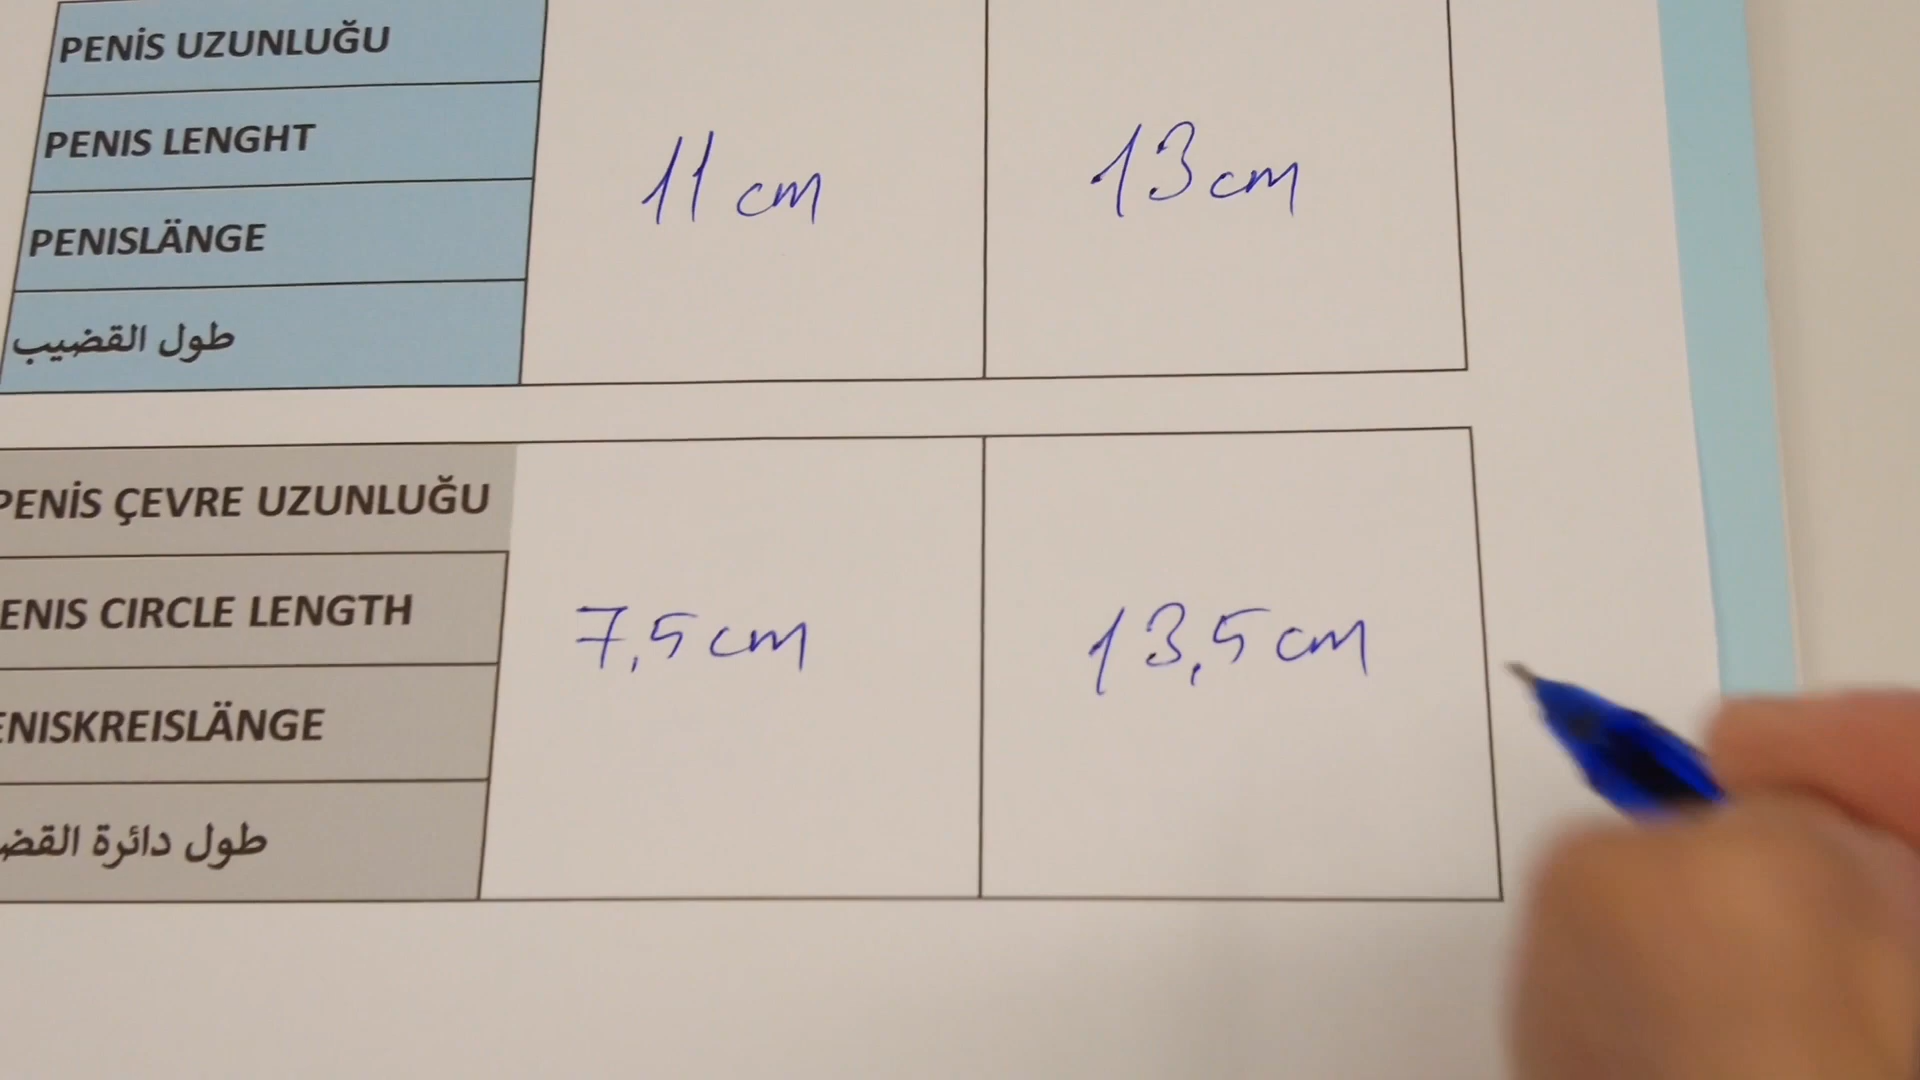 PENİS UZUNLUĞU
PENIS LENGHT
PENISLÄNGE
طول القضيب
11 cm
13 cm
PENİS ÇEVRE UZUNLUĞU
ENIS CIRCLE LENGTH
ENISKREISLÄNGE
طول دائرة القض
7,5 cm
13,5 cm